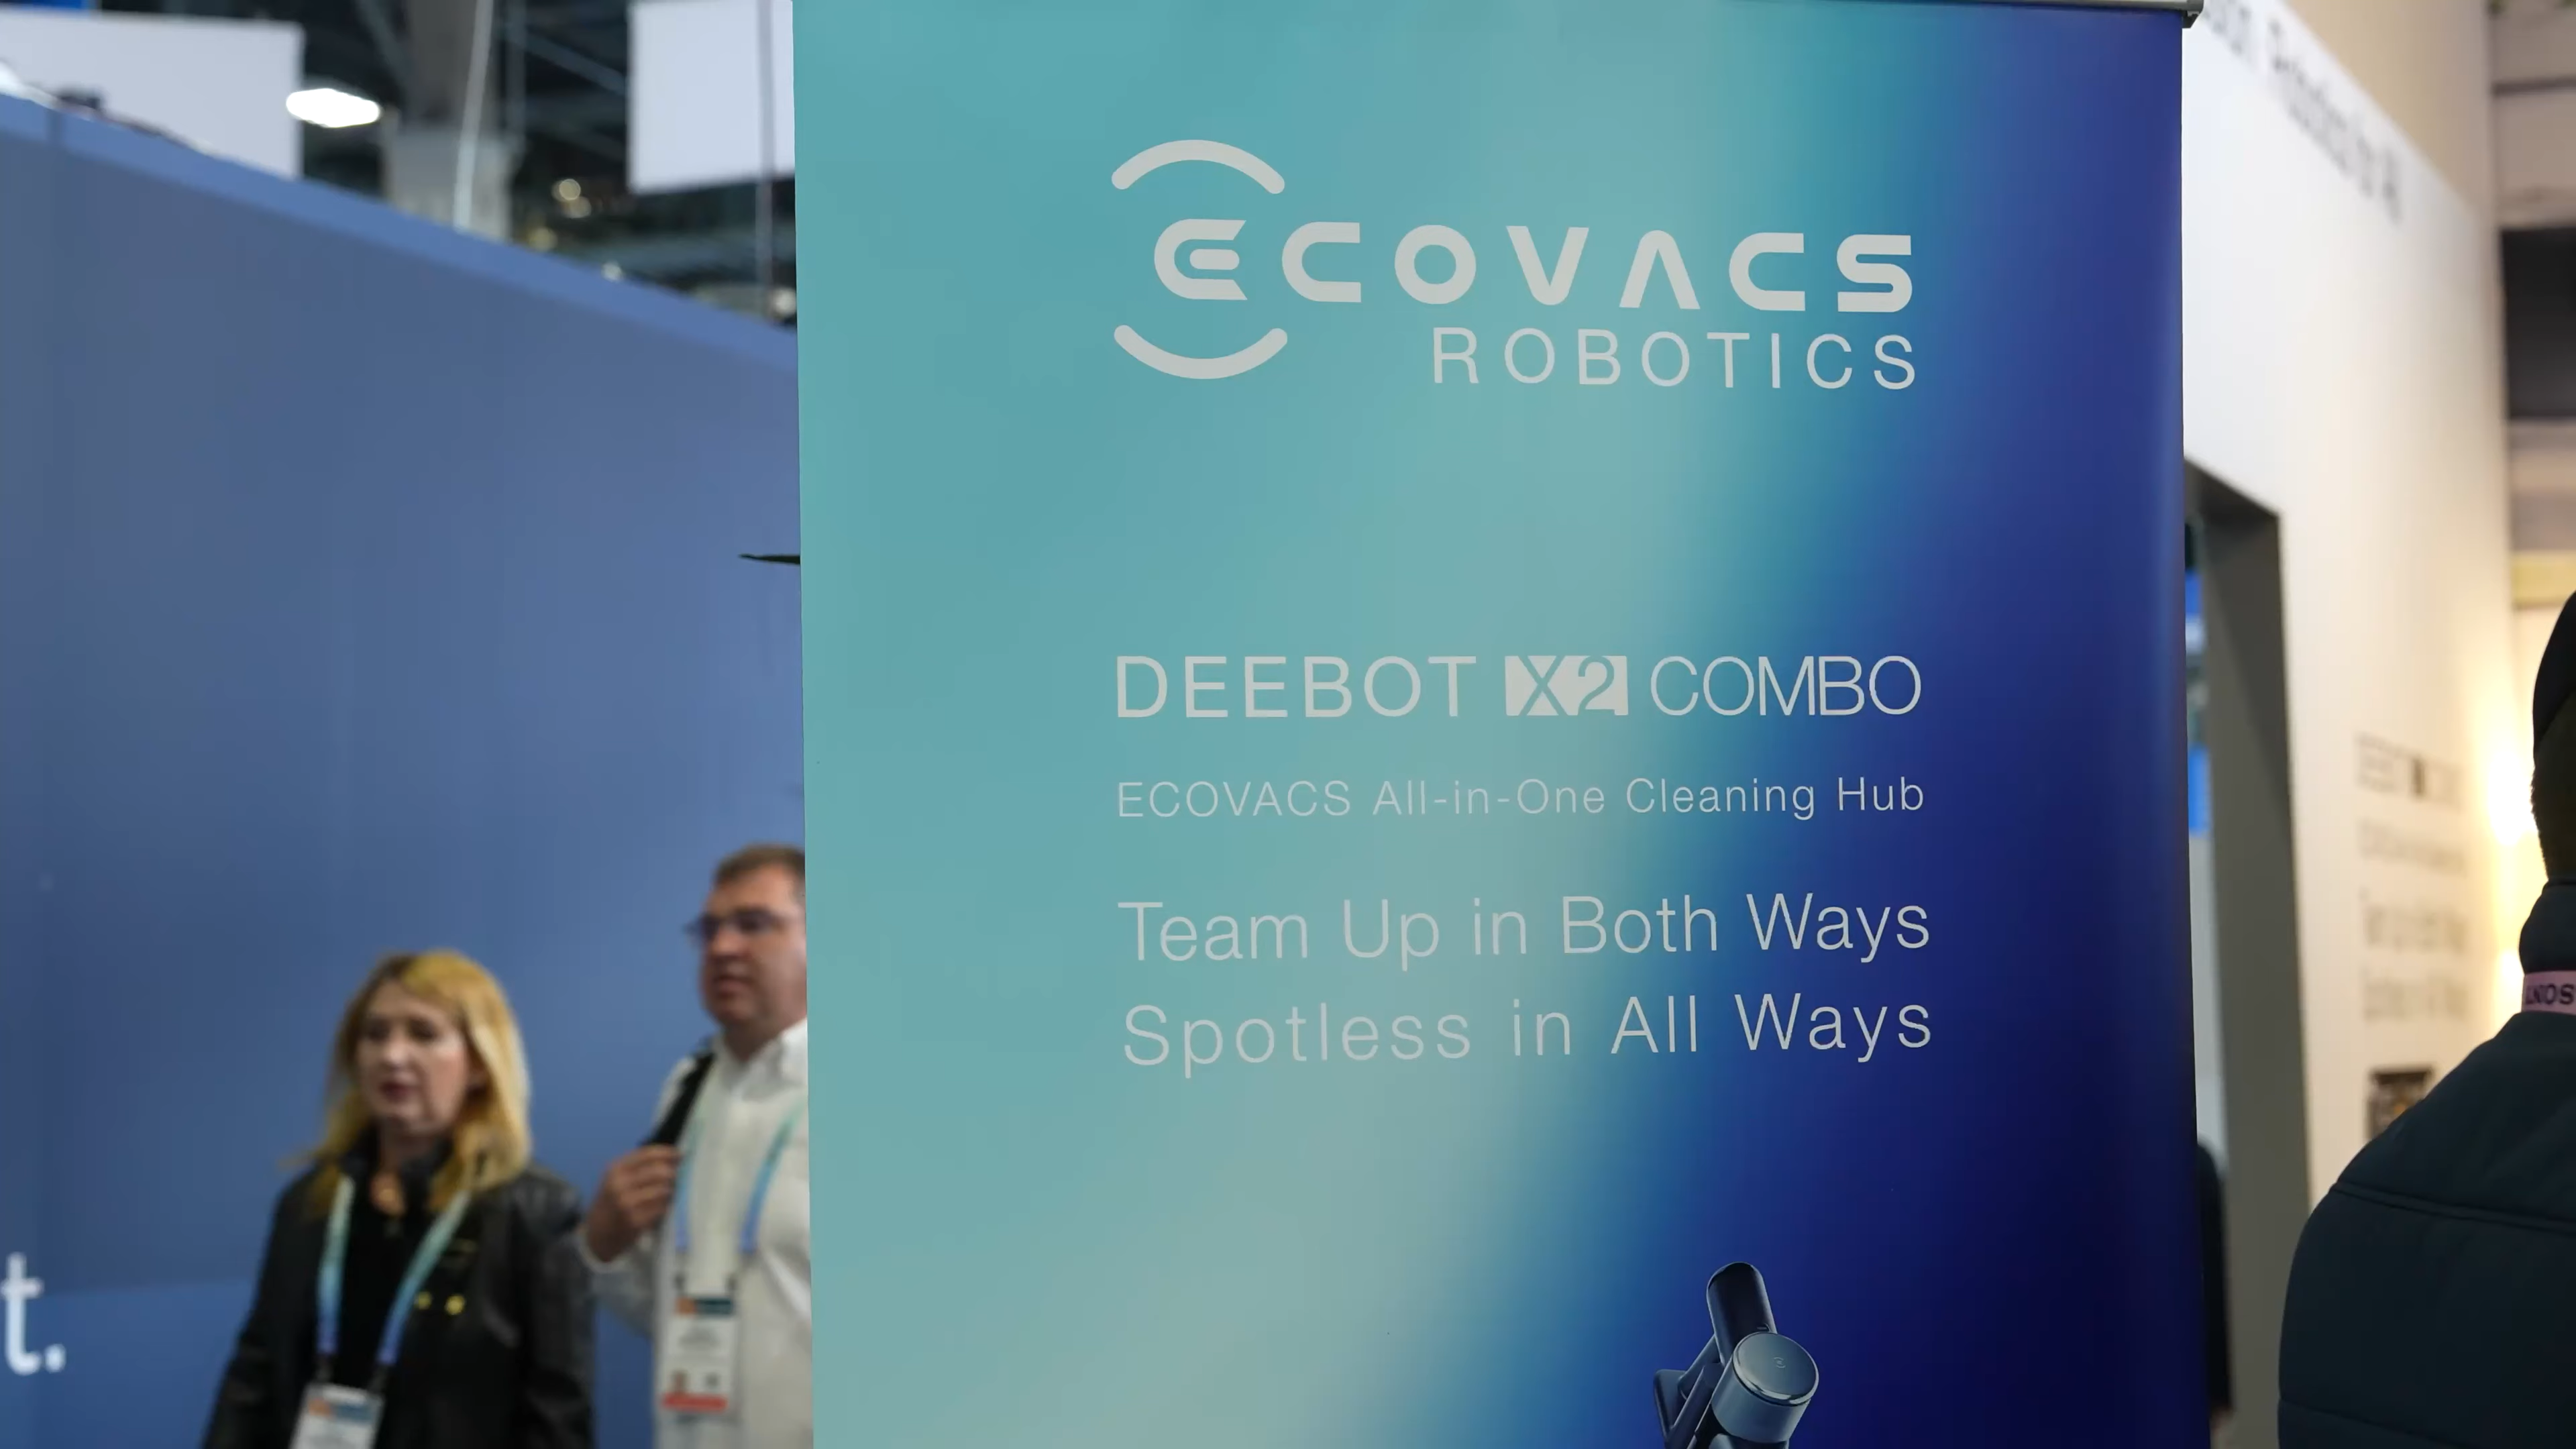 ECOVACS
ROBOTICS
DEEBOT X2 COMBO
ECOVACS All-in-One Cleaning Hub
Team Up in Both Ways
Spotless in All Ways
t.